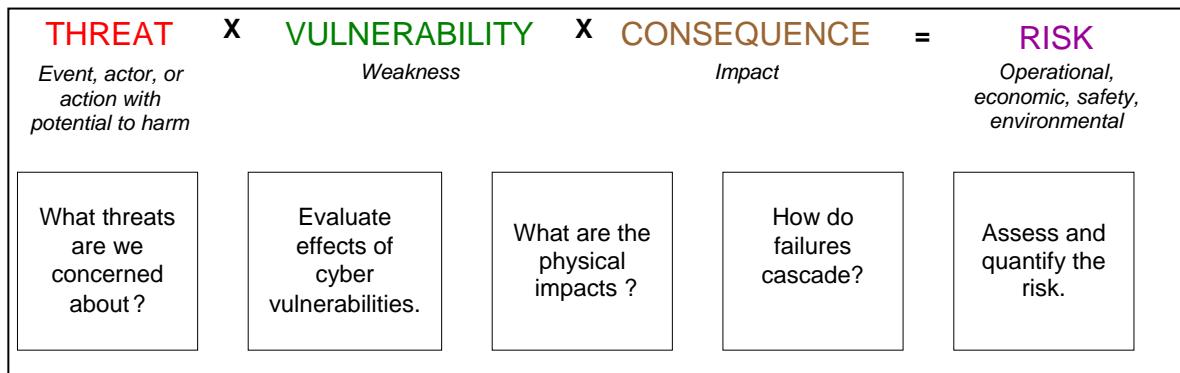 THREAT X VULNERABILITY X CONSEQUENCE = RISK
Event, actor, or
action with
potential to harm
Weakness
Impact
Operational,
economic, safety,
environmental
What threats
are we
concerned
about ?
Evaluate
effects of
cyber
vulnerabilities.
What are the
physical
impacts ?
How do
failures
cascade?
Assess and
quantify the
risk.